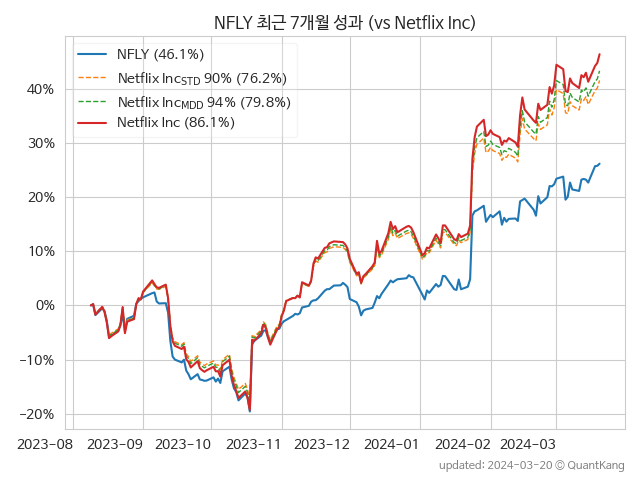 NFLY 최근 7개월 성과 (vs Netflix Inc)
NFLY (46.1%)
Netflix IncSTD 90% (76.2%)
Netflix IncMDD 94% (79.8%)
Netflix Inc (86.1%)
40%
30%
20%
10%
0%
−10%
−20%
2023-08
2023-09
2023-10
2023-11
2023-12
2024-01
2024-02
2024-03
updated: 2024-03-20 © QuantKang